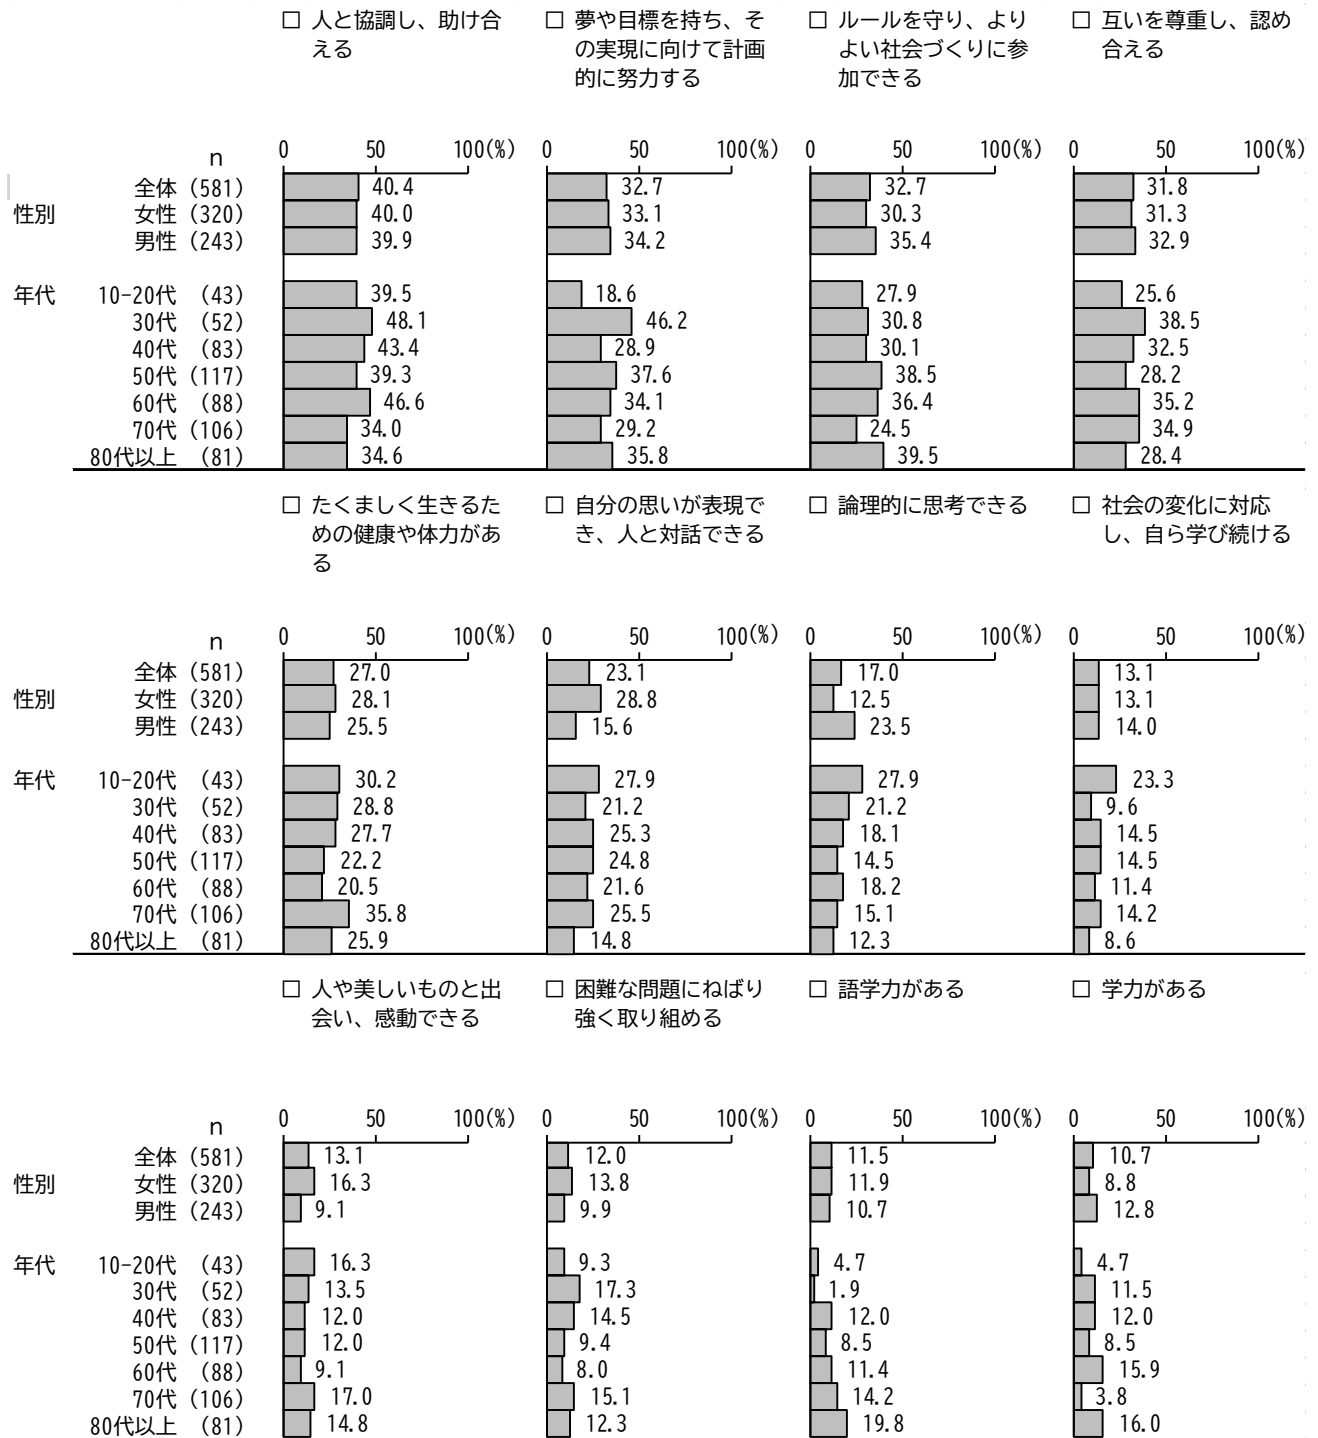 □ 人と協調し、助け合 □ 夢や目標を持ち、そ □ ルールを守り、より □ 互いを尊重し、認め
える の実現に向けて計画 よい社会づくりに参 合える
的に努力する 加できる
n 0 50 100(%) 0 50 100(%) 0 50 100(%) 0 50 100(%)
全体 (581) 40.4 32.7 32.7 31.8
性別 女性 (320) 40.0 33.1 30.3 31.3
男性 (243) 39.9 34.2 35.4 32.9
年代 10-20代 (43) 39.5 18.6 27.9 25.6
30代 (52) 48.1 46.2 30.8 38.5
40代 (83) 43.4 28.9 30.1 32.5
50代 (117) 39.3 37.6 38.5 28.2
60代 (88) 46.6 34.1 36.4 35.2
70代 (106) 34.0 29.2 24.5 34.9
80代以上 (81) 34.6 35.8 39.5 28.4
□ たくましく生きるた □ 自分の思いが表現で □ 論理的に思考できる □ 社会の変化に対応
めの健康や体力があ き、人と対話できる し、自ら学び続ける
る
n 0 50 100(%) 0 50 100(%) 0 50 100(%) 0 50 100(%)
全体 (581) 27.0 23.1 17.0 13.1
性別 女性 (320) 28.1 28.8 12.5 13.1
男性 (243) 25.5 15.6 23.5 14.0
年代 10-20代 (43) 30.2 27.9 27.9 23.3
30代 (52) 28.8 21.2 21.2 9.6
40代 (83) 27.7 25.3 18.1 14.5
50代 (117) 22.2 24.8 14.5 14.5
60代 (88) 20.5 21.6 18.2 11.4
70代 (106) 35.8 25.5 15.1 14.2
80代以上 (81) 25.9 14.8 12.3 8.6
□ 人や美しいものと出 □ 困難な問題にねばり □ 語学力がある □ 学力がある
会い、感動できる 強く取り組める
n 0 50 100(%) 0 50 100(%) 0 50 100(%) 0 50 100(%)
全体 (581) 13.1 12.0 11.5 10.7
性別 女性 (320) 16.3 13.8 11.9 8.8
男性 (243) 9.1 9.9 10.7 12.8
年代 10-20代 (43) 16.3 9.3 4.7 4.7
30代 (52) 13.5 17.3 1.9 11.5
40代 (83) 12.0 14.5 12.0 12.0
50代 (117) 12.0 9.4 8.5 8.5
60代 (88) 9.1 8.0 11.4 15.9
70代 (106) 17.0 15.1 14.2 3.8
80代以上 (81) 14.8 12.3 19.8 16.0